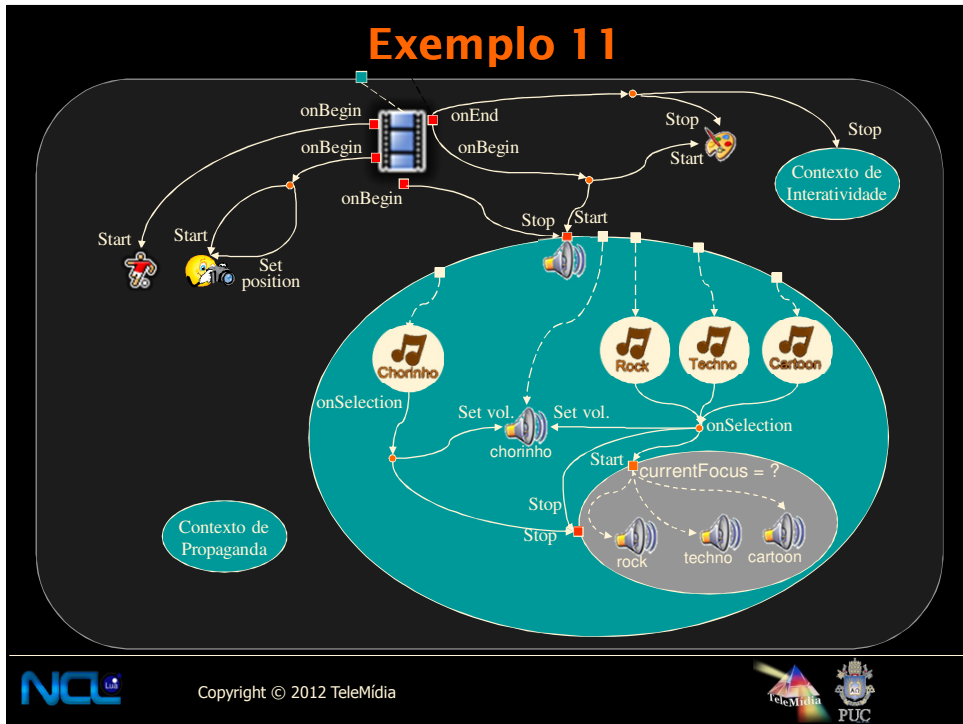 Exemplo 11
onBegin
onEnd
onBegin
onBegin
onBegin
Stop
Start
Stop
Contexto de
Interatividade
Start
Start
Set
position
Stop
Start
Chorinho
Rock
Techno
Cartoon
onSelection
Set vol.
Set vol.
chorinho
onSelection
Start
currentFocus = ?
Stop
Stop
rock
techno
cartoon
Contexto de
Propaganda
NCL
Lua
Copyright © 2012 TeleMídia
TeleMídia
PUC